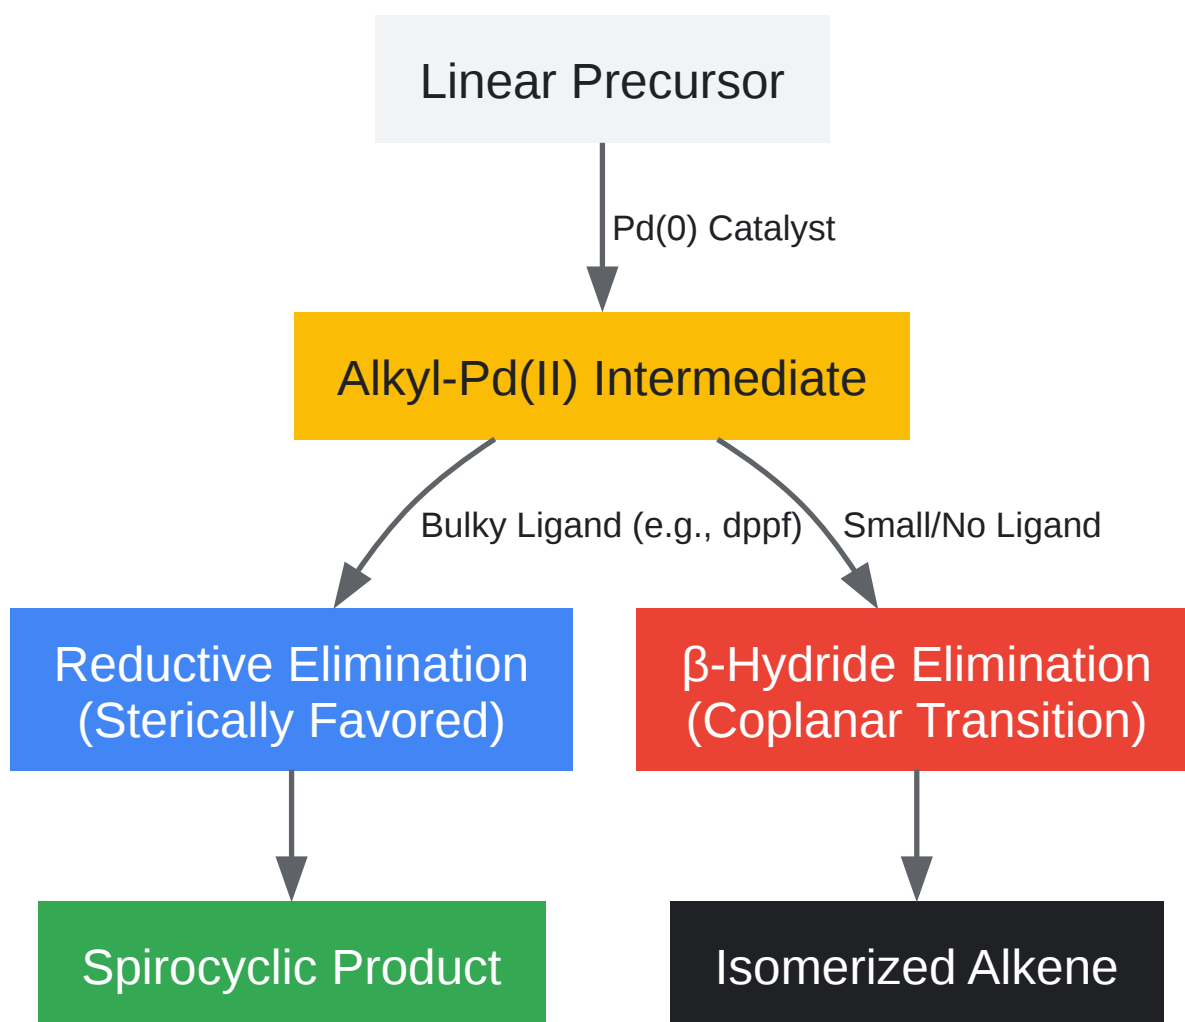 Linear Precursor
Pd(0) Catalyst
Alkyl-Pd(II) Intermediate
Bulky Ligand (e.g., dppf)
Small/No Ligand
Reductive Elimination
(Sterically Favored)
β-Hydride Elimination
(Coplanar Transition)
Spirocyclic Product
Isomerized Alkene